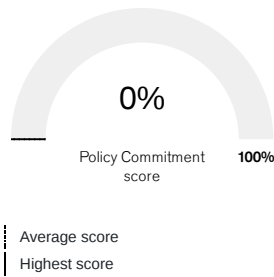 0%
Policy Commitment 100%
score
Average score
Highest score